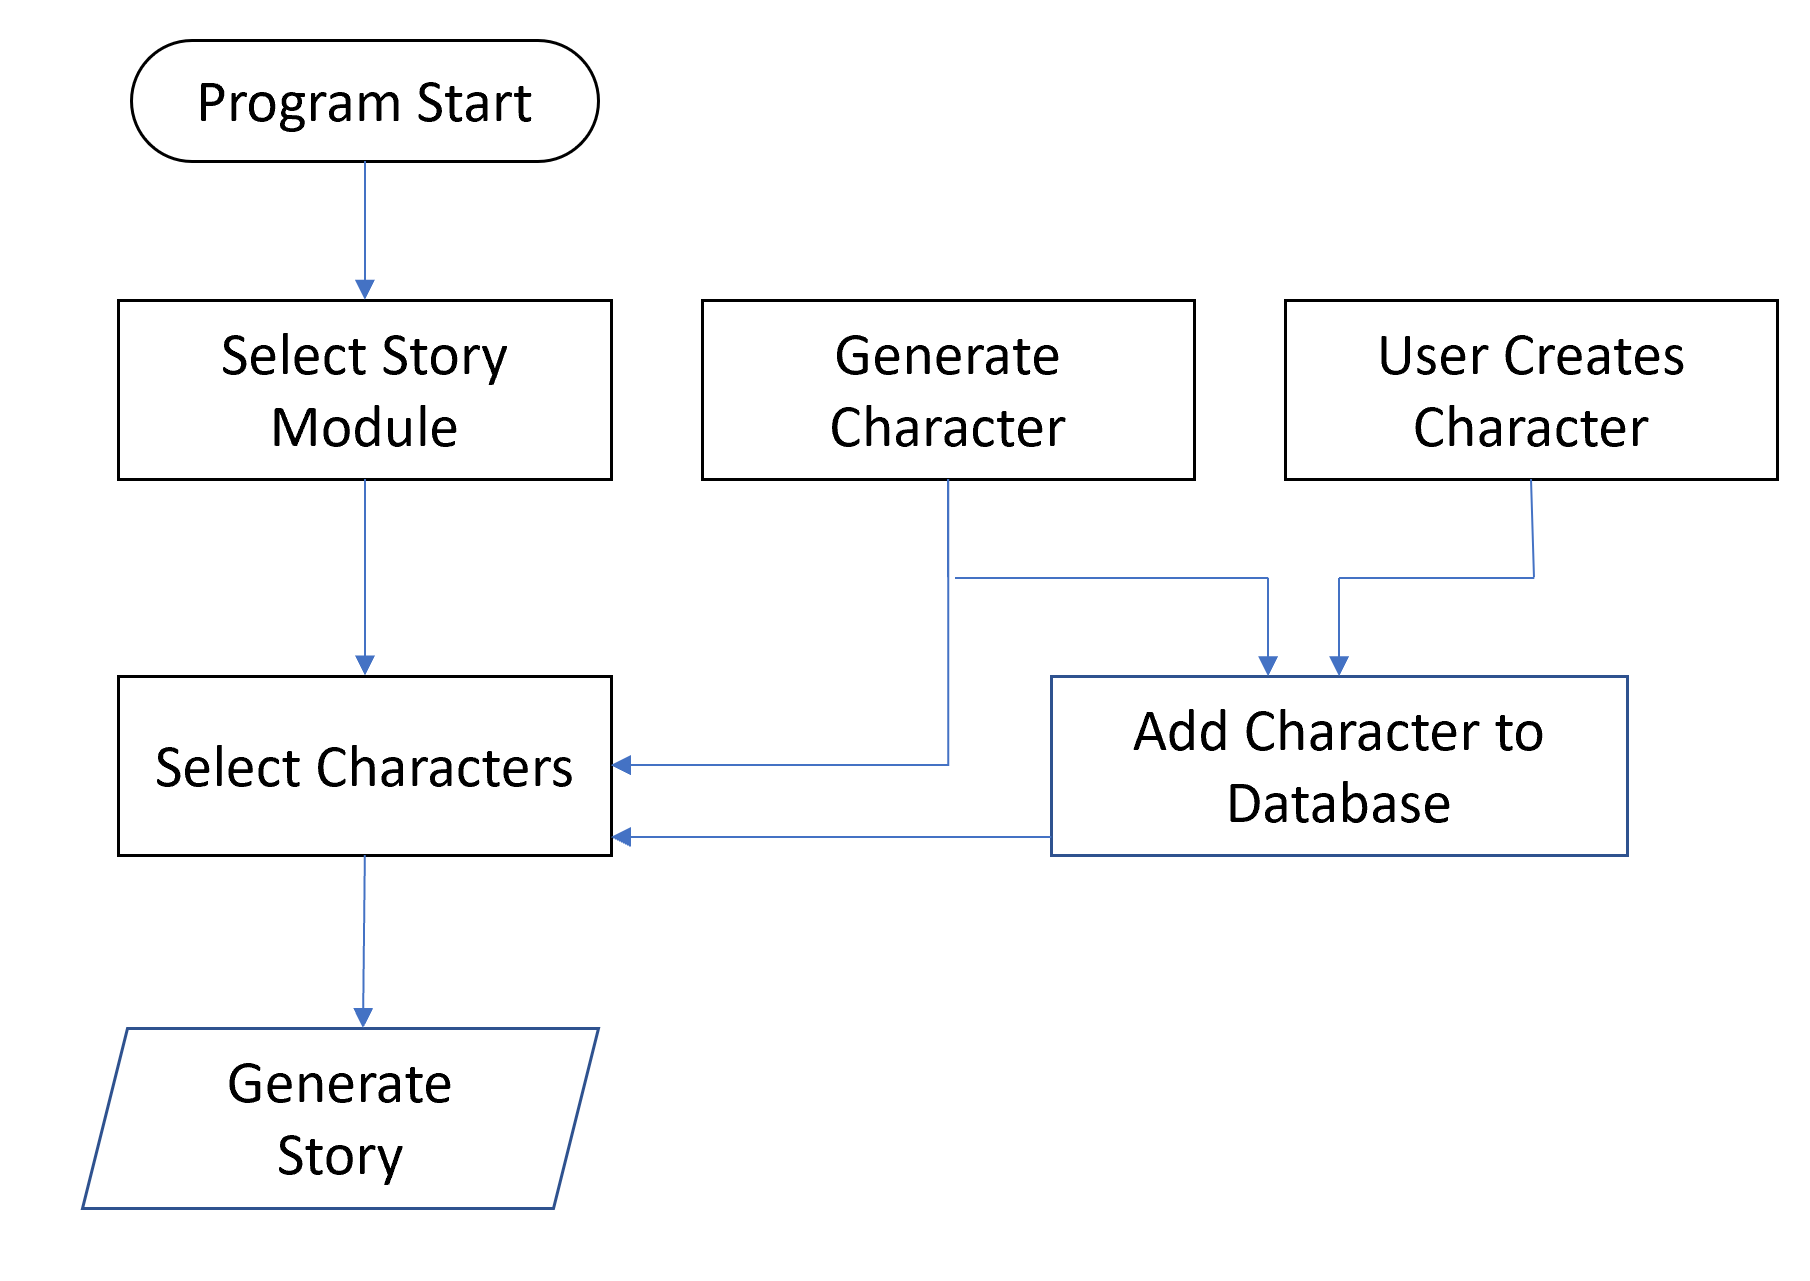 Program Start
Select Story
Module
Generate
Character
User Creates
Character
Select Characters
Add Character to
Database
Generate
Story